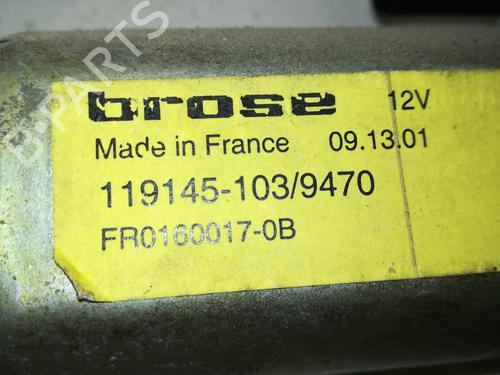 brose 12V
Made in France 09.13.01
119145-103/9470
FR0160017-0B
B-PARTS